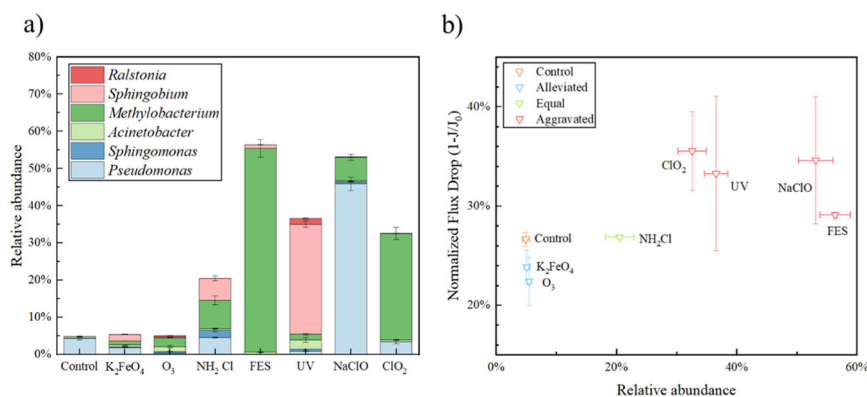 a)
80%
70%
60%
50%
40%
30%
20%
10%
0%
Relative abundance
Ralstonia
Sphingobium
Methylobacterium
Acinetobacter
Sphingomonas
Pseudomonas
Control K₂FeO₄ O₃ NH₂ Cl FES UV NaClO ClO₂
b)
40%
30%
20%
Normalized Flux Drop (1-J/J₀)
Control
Alleviated
Equal
Aggravated
ClO₂
UV
NaClO
FES
Control
NH₂Cl
K₂FeO₄
O₃
0% 20% 40% 60%
Relative abundance